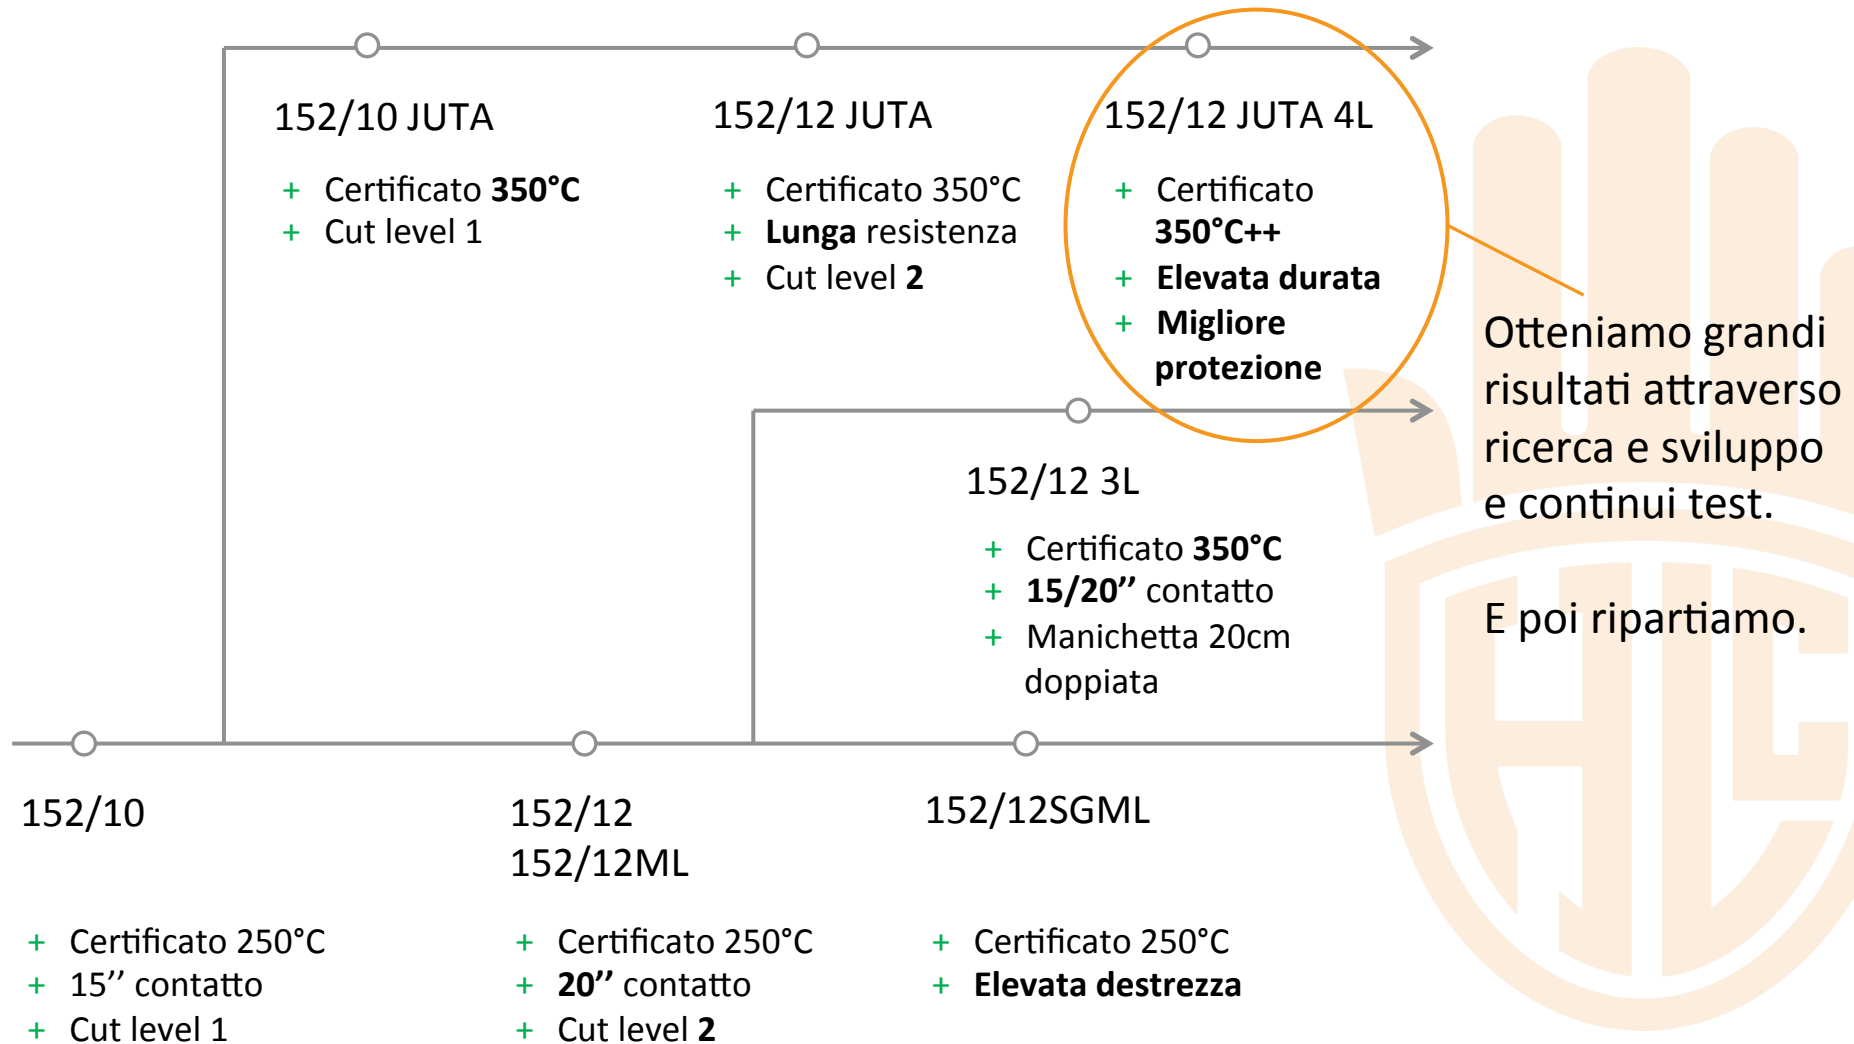 152/10 JUTA
+ Certificato 350°C
+ Cut level 1
152/12 JUTA
+ Certificato 350°C
+ Lunga resistenza
+ Cut level 2
152/12 JUTA 4L
+ Certificato
350°C++
+ Elevata durata
+ Migliore
protezione
Otteniamo grandi
risultati attraverso
ricerca e sviluppo
e continui test.
E poi ripartiamo.
152/12 3L
+ Certificato 350°C
+ 15/20’’ contatto
+ Manichetta 20cm
doppiata
152/10
+ Certificato 250°C
+ 15’’ contatto
+ Cut level 1
152/12
152/12ML
+ Certificato 250°C
+ 20’’ contatto
+ Cut level 2
152/12SGML
+ Certificato 250°C
+ Elevata destrezza
HC